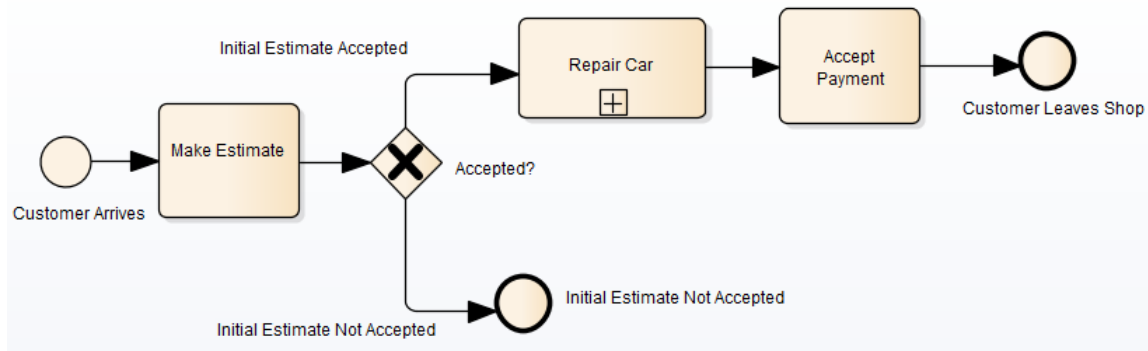 Initial Estimate Accepted
Repair Car
Accept
Payment
Customer Leaves Shop
Make Estimate
Accepted?
Customer Arrives
Initial Estimate Not Accepted
Initial Estimate Not Accepted